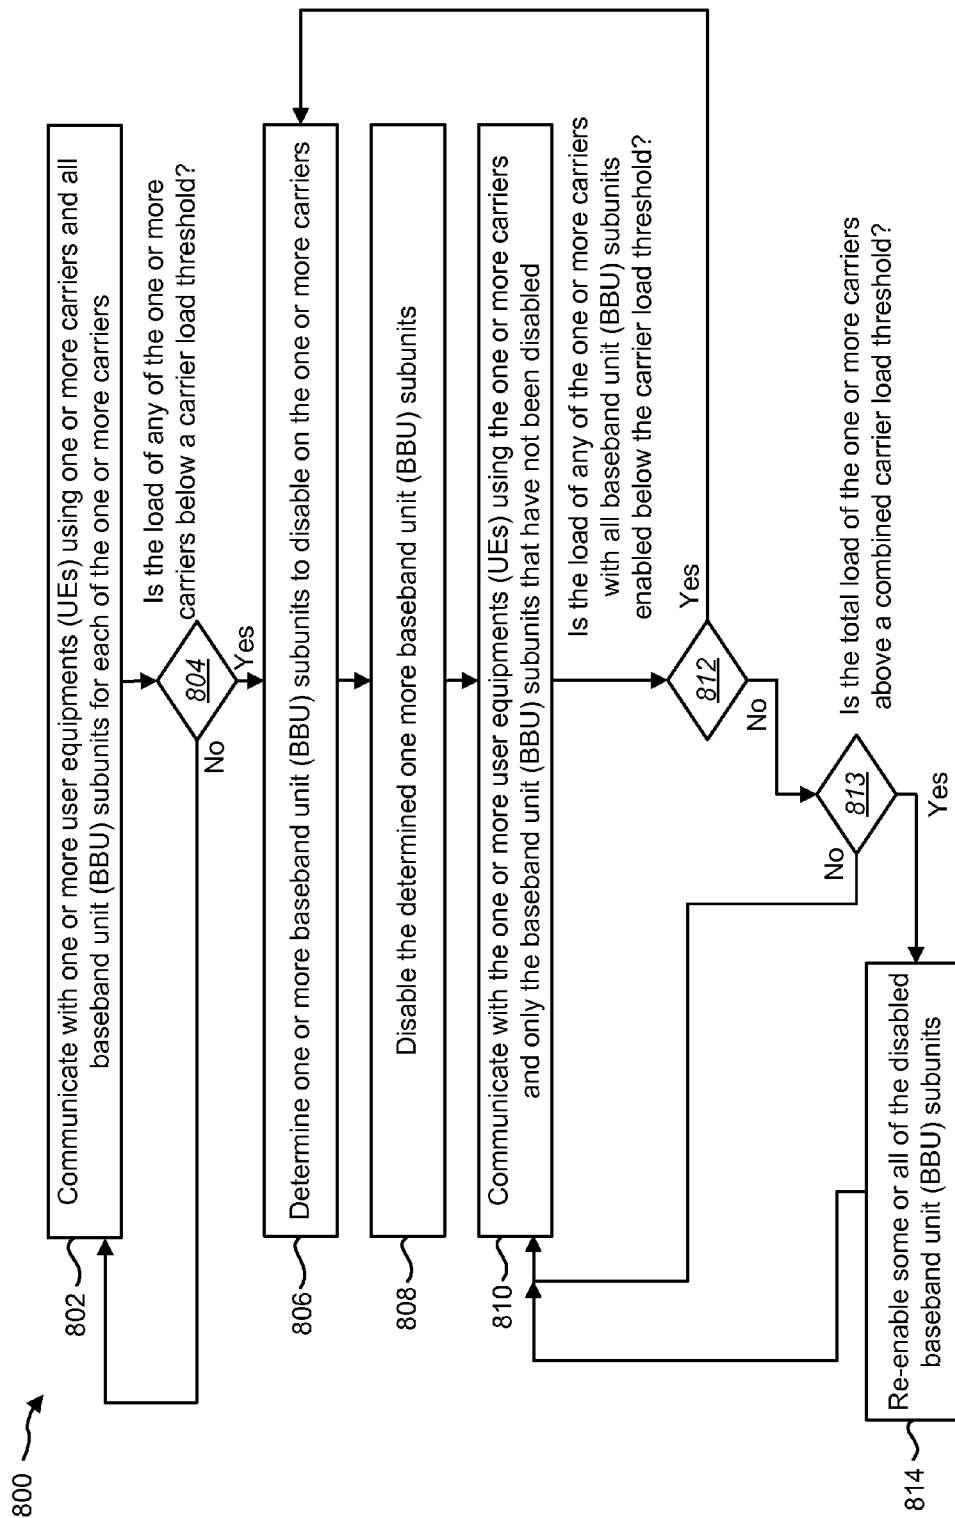 800
802
Communicate with one or more user equipments (UEs) using one or more carriers and all
baseband unit (BBU) subunits for each of the one or more carriers
804
Is the load of any of the one or more
carriers below a carrier load threshold?
No
Yes
806
Determine one or more baseband unit (BBU) subunits to disable on the one or more carriers
808
Disable the determined one more baseband unit (BBU) subunits
810
Communicate with the one or more user equipments (UEs) using the one or more carriers
and only the baseband unit (BBU) subunits that have not been disabled
812
Is the load of any of the one or more carriers
with all baseband unit (BBU) subunits
enabled below the carrier load threshold?
Yes
No
813
Is the total load of the one or more carriers
above a combined carrier load threshold?
No
Yes
814
Re-enable some or all of the disabled
baseband unit (BBU) subunits